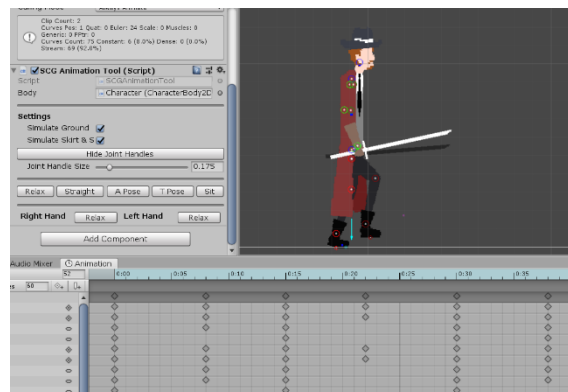 Clip Count: 2
Curves Pos: 1 Quat: 0 Euler: 24 Scale: 0 Muscles: 0
Generic: 0 PPtr: 0
Curves Count: 75 Constant: 6 (8.0%) Dense: 0 (0.0%)
Stream: 69 (92.0%)
SCG Animation Tool (Script)
Script SCGAnimationTool
Body Character (CharacterBody2D
Settings
Simulate Ground
Simulate Skirt & S
Hide Joint Handles
Joint Handle Size 0.175
Relax Straight A Pose T Pose Sit
Right Hand Relax Left Hand Relax
Add Component
Audio Mixer Animation
52 0:00 0:05 0:10 0:15 0:20 0:25 0:30 0:35
es 60